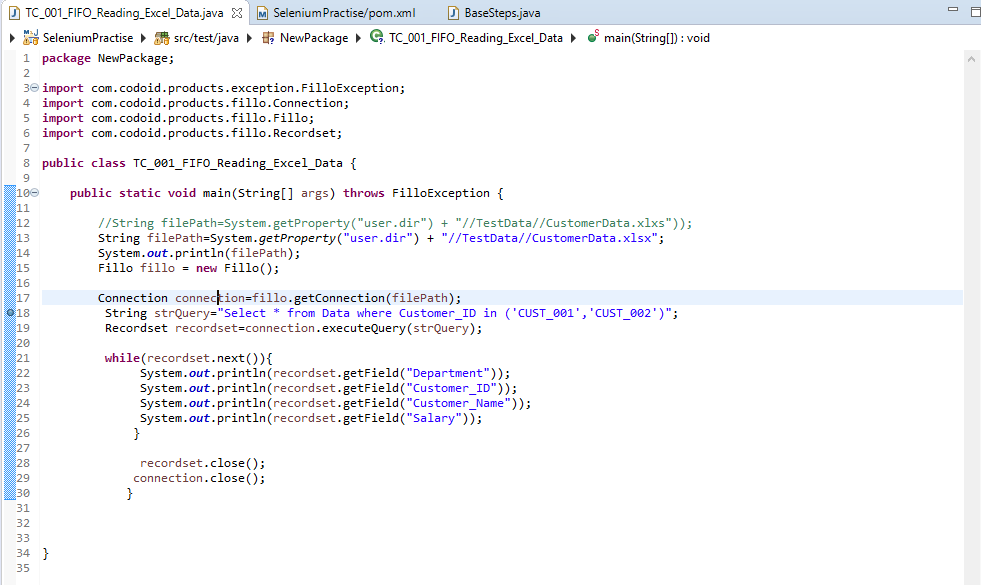 TC_001_FIFO_Reading_Excel_Data.java SeleniumPractise/pom.xml BaseSteps.java
SeleniumPractise src/test/java NewPackage TC_001_FIFO_Reading_Excel_Data main(String[]) : void
1 package NewPackage;
2
3 import com.codoid.products.exception.FilloException;
4 import com.codoid.products.fillo.Connection;
5 import com.codoid.products.fillo.Fillo;
6 import com.codoid.products.fillo.Recordset;
7
8 public class TC_001_FIFO_Reading_Excel_Data {
9
10 public static void main(String[] args) throws FilloException {
11
12 //String filePath=System.getProperty("user.dir") + "//TestData//CustomerData.xlxs"));
13 String filePath=System.getProperty("user.dir") + "//TestData//CustomerData.xlsx";
14 System.out.println(filePath);
15 Fillo fillo = new Fillo();
16
17 Connection connection=fillo.getConnection(filePath);
18 String strQuery="Select * from Data where Customer_ID in ('CUST_001','CUST_002')";
19 Recordset recordset=connection.executeQuery(strQuery);
20
21 while(recordset.next()){
22 System.out.println(recordset.getField("Department"));
23 System.out.println(recordset.getField("Customer_ID"));
24 System.out.println(recordset.getField("Customer_Name"));
25 System.out.println(recordset.getField("Salary"));
26 }
27
28 recordset.close();
29 connection.close();
30 }
31
32
33
34 }
35